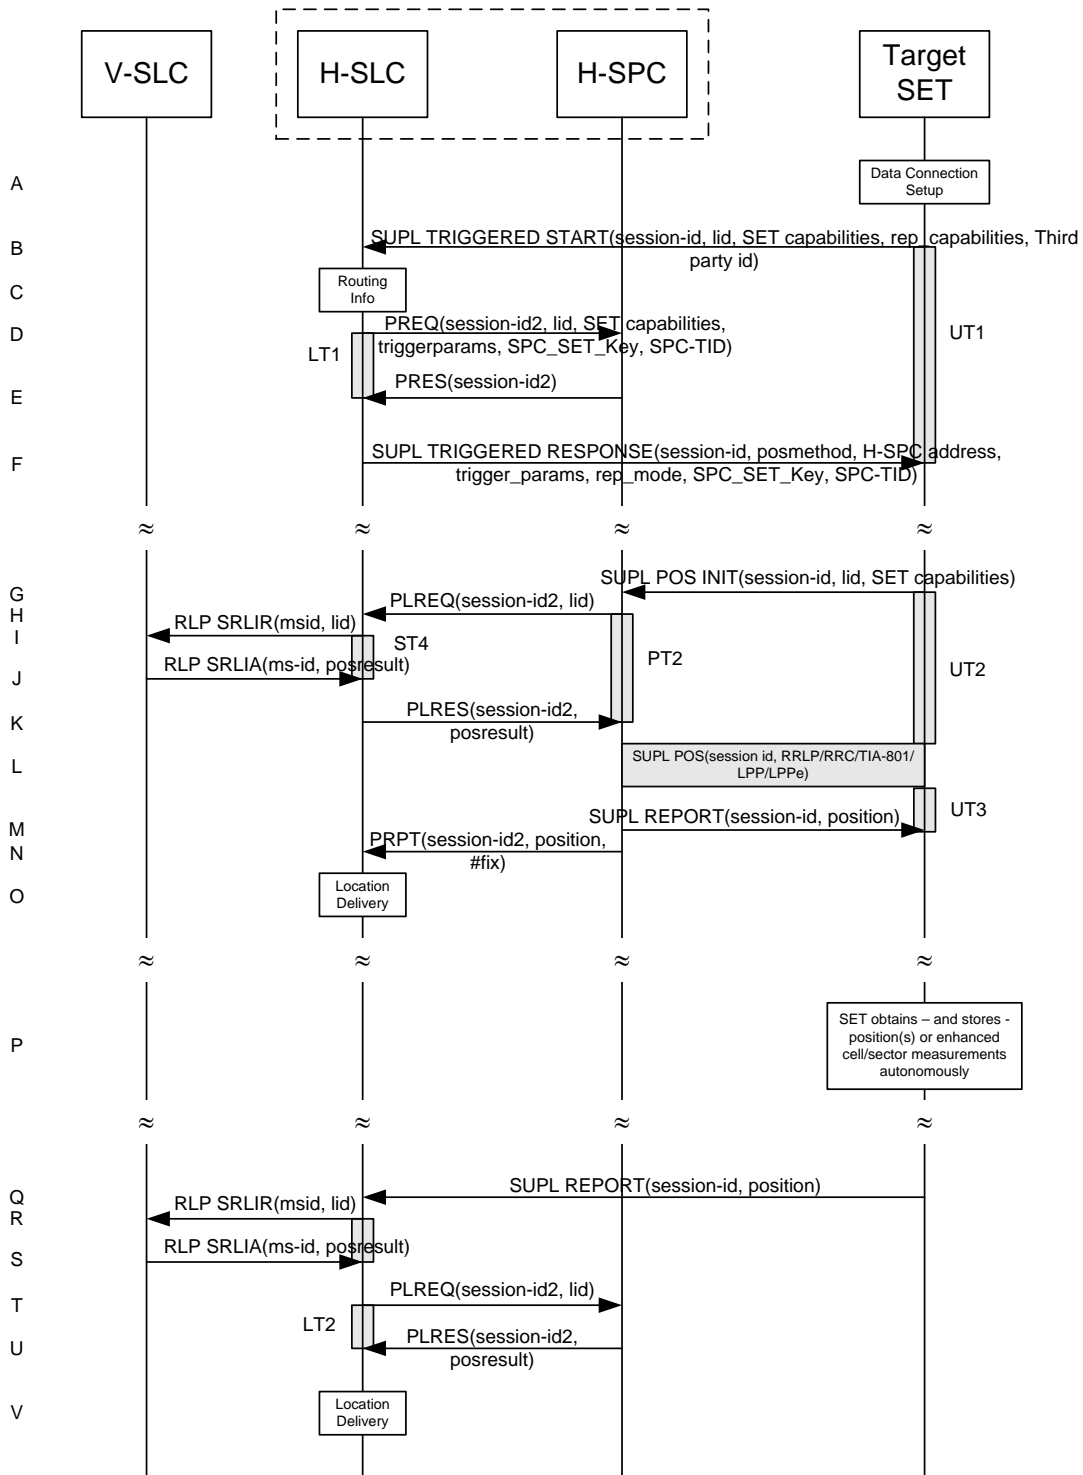 V-SLC
H-SLC
H-SPC
Target
SET
A
Data Connection
Setup
B
SUPL TRIGGERED START(session-id, lid, SET capabilities, rep_capabilities, Third
party id)
C
Routing
Info
D
PREQ(session-id2, lid, SET capabilities,
triggerparams, SPC_SET_Key, SPC-TID)
LT1
UT1
E
PRES(session-id2)
F
SUPL TRIGGERED RESPONSE(session-id, posmethod, H-SPC address,
trigger_params, rep_mode, SPC_SET_Key, SPC-TID)
≈ ≈ ≈ ≈
G
SUPL POS INIT(session-id, lid, SET capabilities)
H
PLREQ(session-id2, lid)
I
RLP SRLIR(msid, lid)
ST4
PT2
UT2
J
RLP SRLIA(ms-id, posresult)
K
PLRES(session-id2,
posresult)
L
SUPL POS(session id, RRLP/RRC/TIA-801/
LPP/LPPe)
UT3
M
SUPL REPORT(session-id, position)
N
PRPT(session-id2, position,
#fix)
O
Location
Delivery
≈ ≈ ≈ ≈
P
SET obtains – and stores -
position(s) or enhanced
cell/sector measurements
autonomously
≈ ≈ ≈ ≈
Q
SUPL REPORT(session-id, position)
R
RLP SRLIR(msid, lid)
S
RLP SRLIA(ms-id, posresult)
T
PLREQ(session-id2, lid)
LT2
U
PLRES(session-id2,
posresult)
V
Location
Delivery